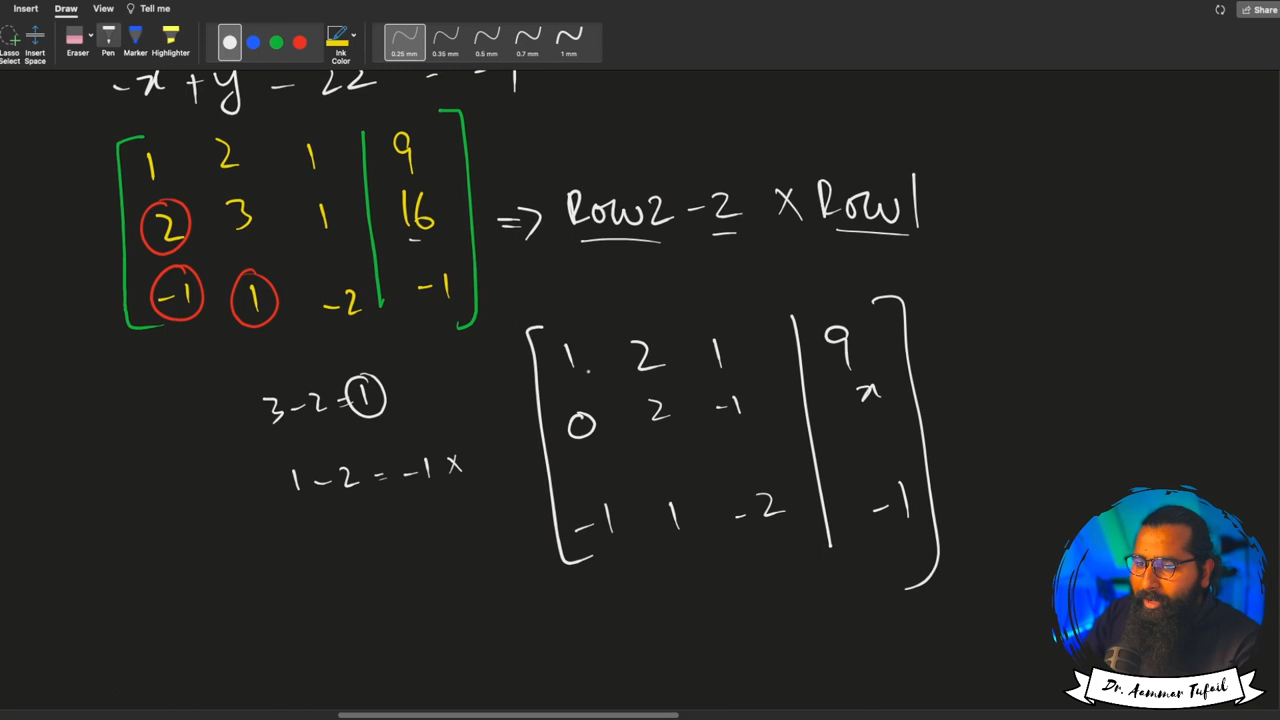 Insert Draw View Tell me
Share
Lasso Select
Insert Space
Eraser Pen Marker Highlighter
Ink Color
0.25 mm 0.35 mm 0.5 mm 0.7 mm 1 mm
-x + y - 2z = -1
1 2 1 | 9
2 3 1 | 16
-1 1 -2 | -1
=> Row2 - 2 X Row1
1. 2 1 | 9
0 2 -1 | x
-1 1 -2 | -1
3 - 2 = 1
1 - 2 = -1 x
Dr. Aammar Tufail